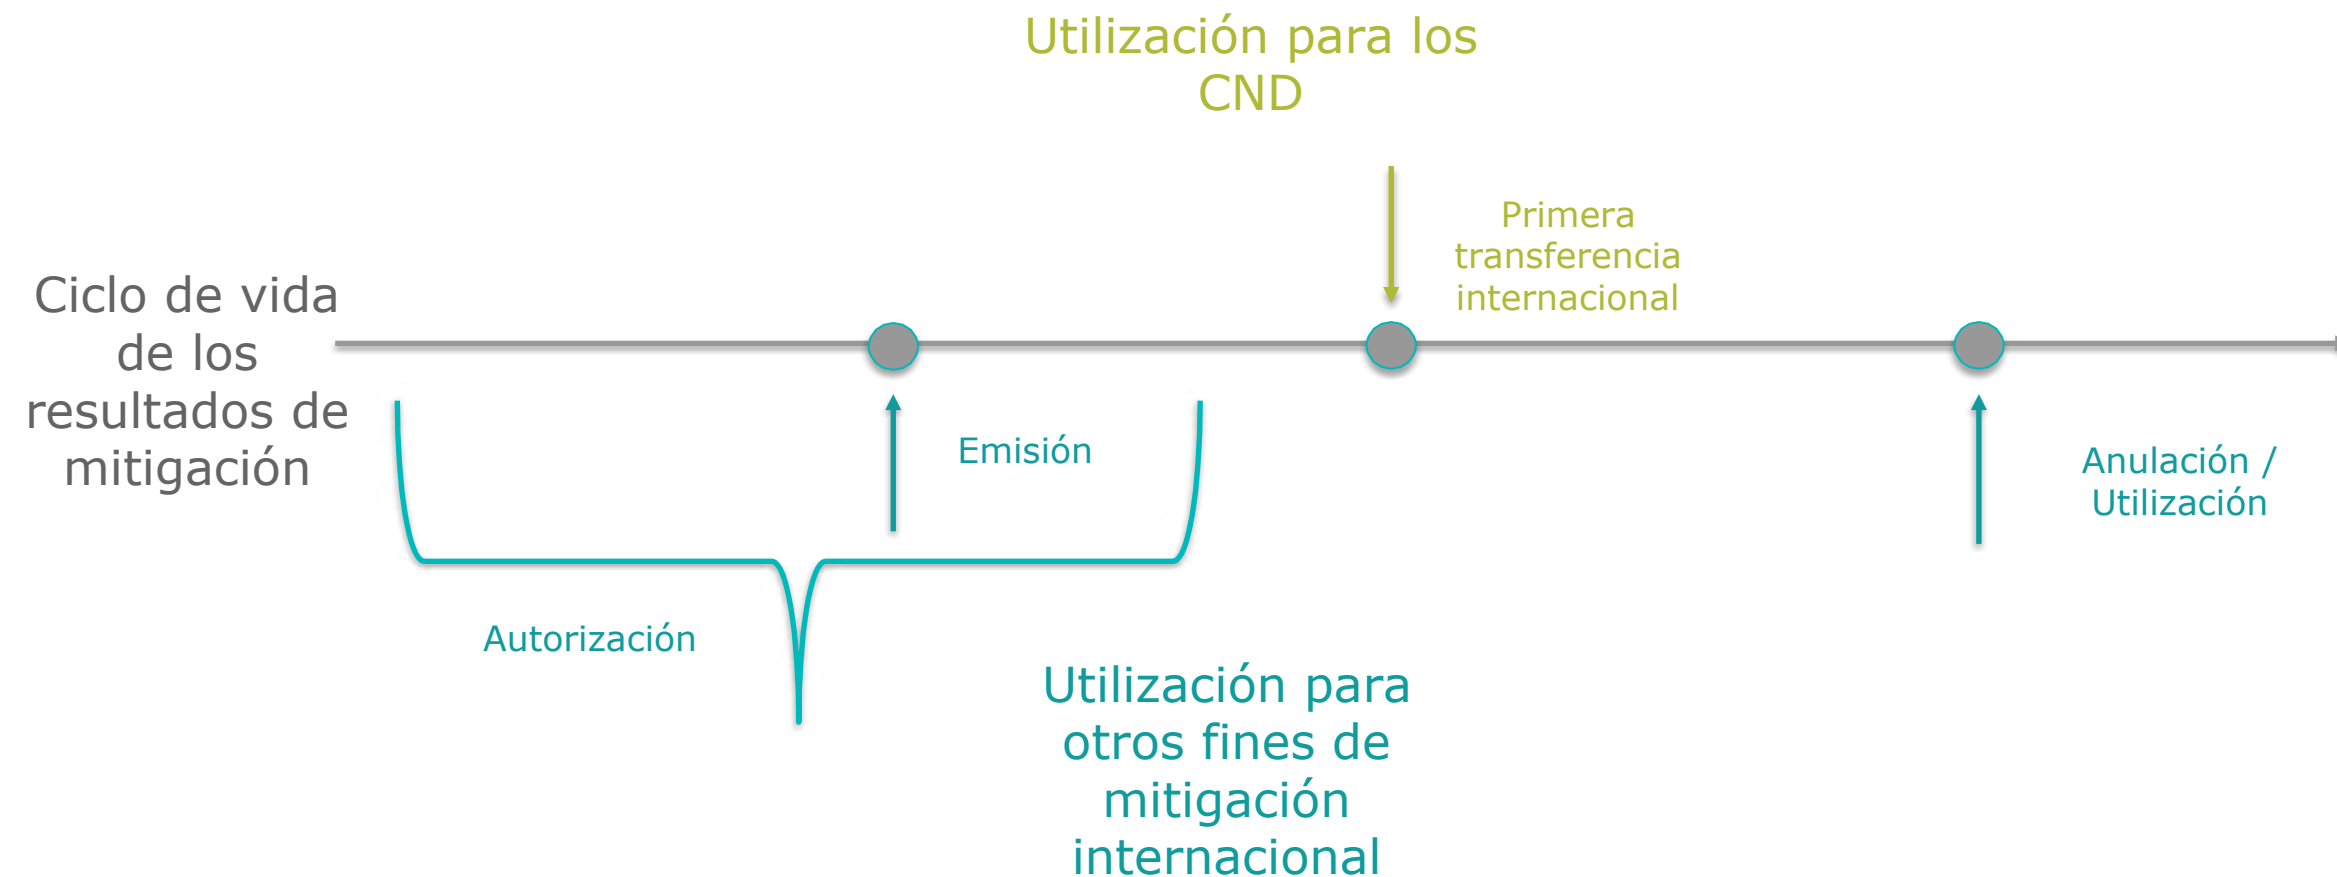 Utilización para los
CND
Primera
transferencia
internacional
Ciclo de vida
de los
resultados de
mitigación
Emisión
Anulación /
Utilización
Autorización
Utilización para
otros fines de
mitigación
internacional